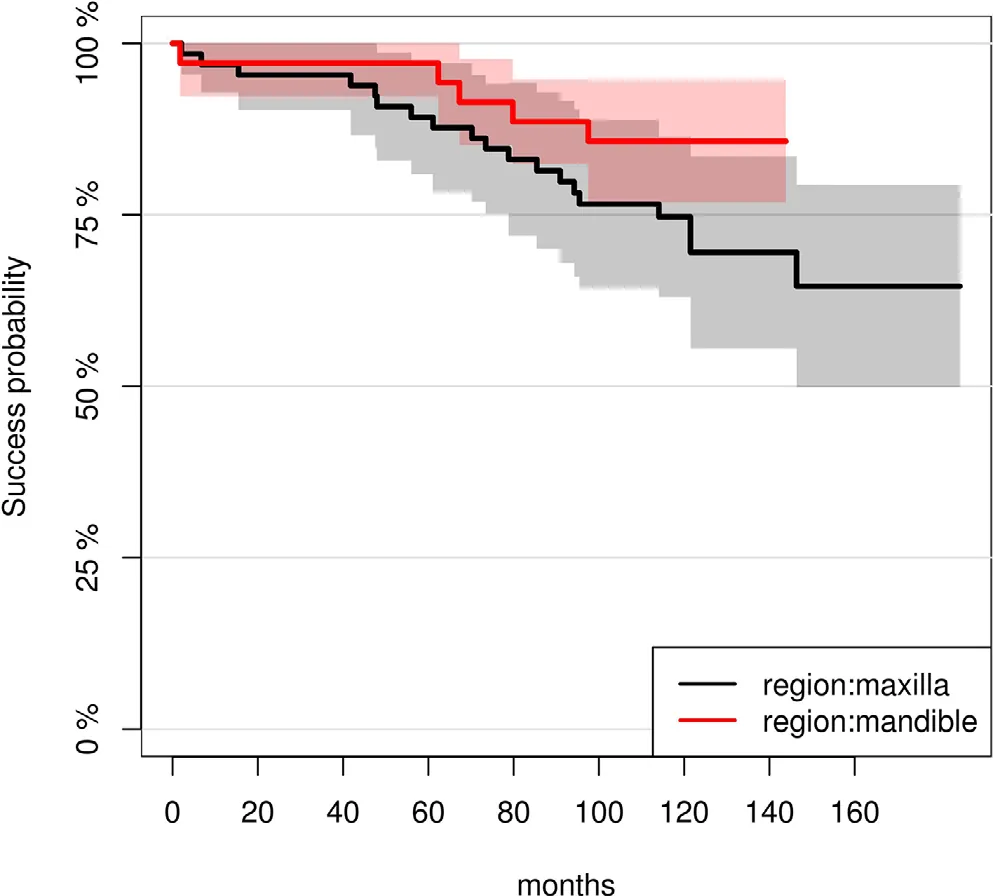 100 %
75 %
50 %
25 %
0 %
Success probability
0 20 40 60 80 100 120 140 160
months
region:maxilla
region:mandible